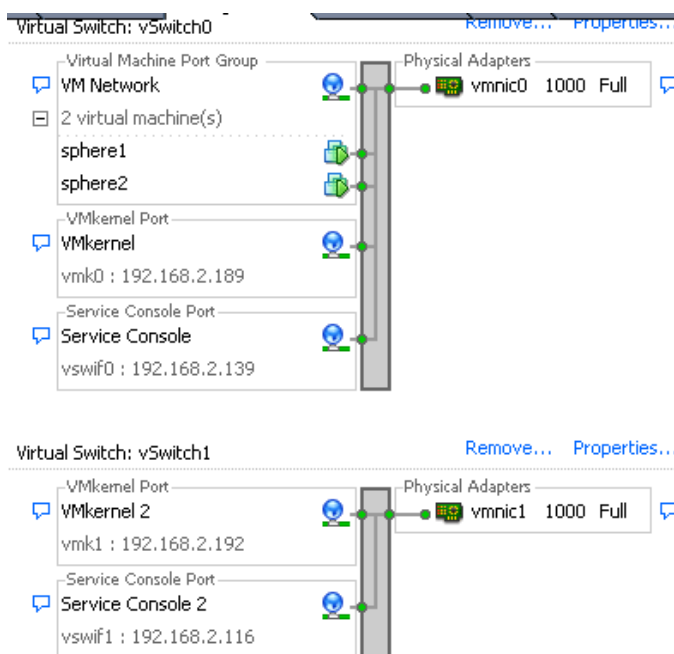 Virtual Switch: vSwitch0 Remove... Properties...
Virtual Machine Port Group Physical Adapters
VM Network vmnic0 1000 Full
2 virtual machine(s)
sphere1
sphere2
VMkernel Port
VMkernel
vmk0 : 192.168.2.189
Service Console Port
Service Console
vswif0 : 192.168.2.139
Virtual Switch: vSwitch1 Remove... Properties...
VMkernel Port Physical Adapters
VMkernel 2 vmnic1 1000 Full
vmk1 : 192.168.2.192
Service Console Port
Service Console 2
vswif1 : 192.168.2.116